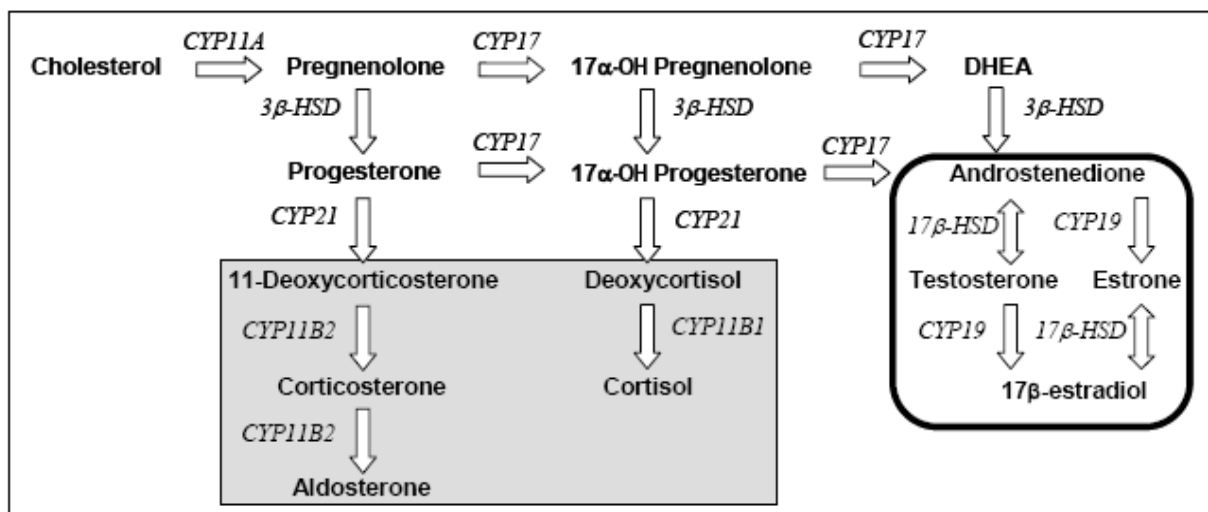 CYP11A CYP17 CYP17
Cholesterol Pregnenolone 17α-OH Pregnenolone DHEA
3β-HSD 3β-HSD 3β-HSD
CYP17 CYP17
Progesterone 17α-OH Progesterone Androstenedione
CYP21 CYP21 17β-HSD CYP19
11-Deoxycorticosterone Deoxycortisol Testosterone Estrone
CYP11B2 CYP11B1 CYP19 17β-HSD
Corticosterone Cortisol 17β-estradiol
CYP11B2
Aldosterone